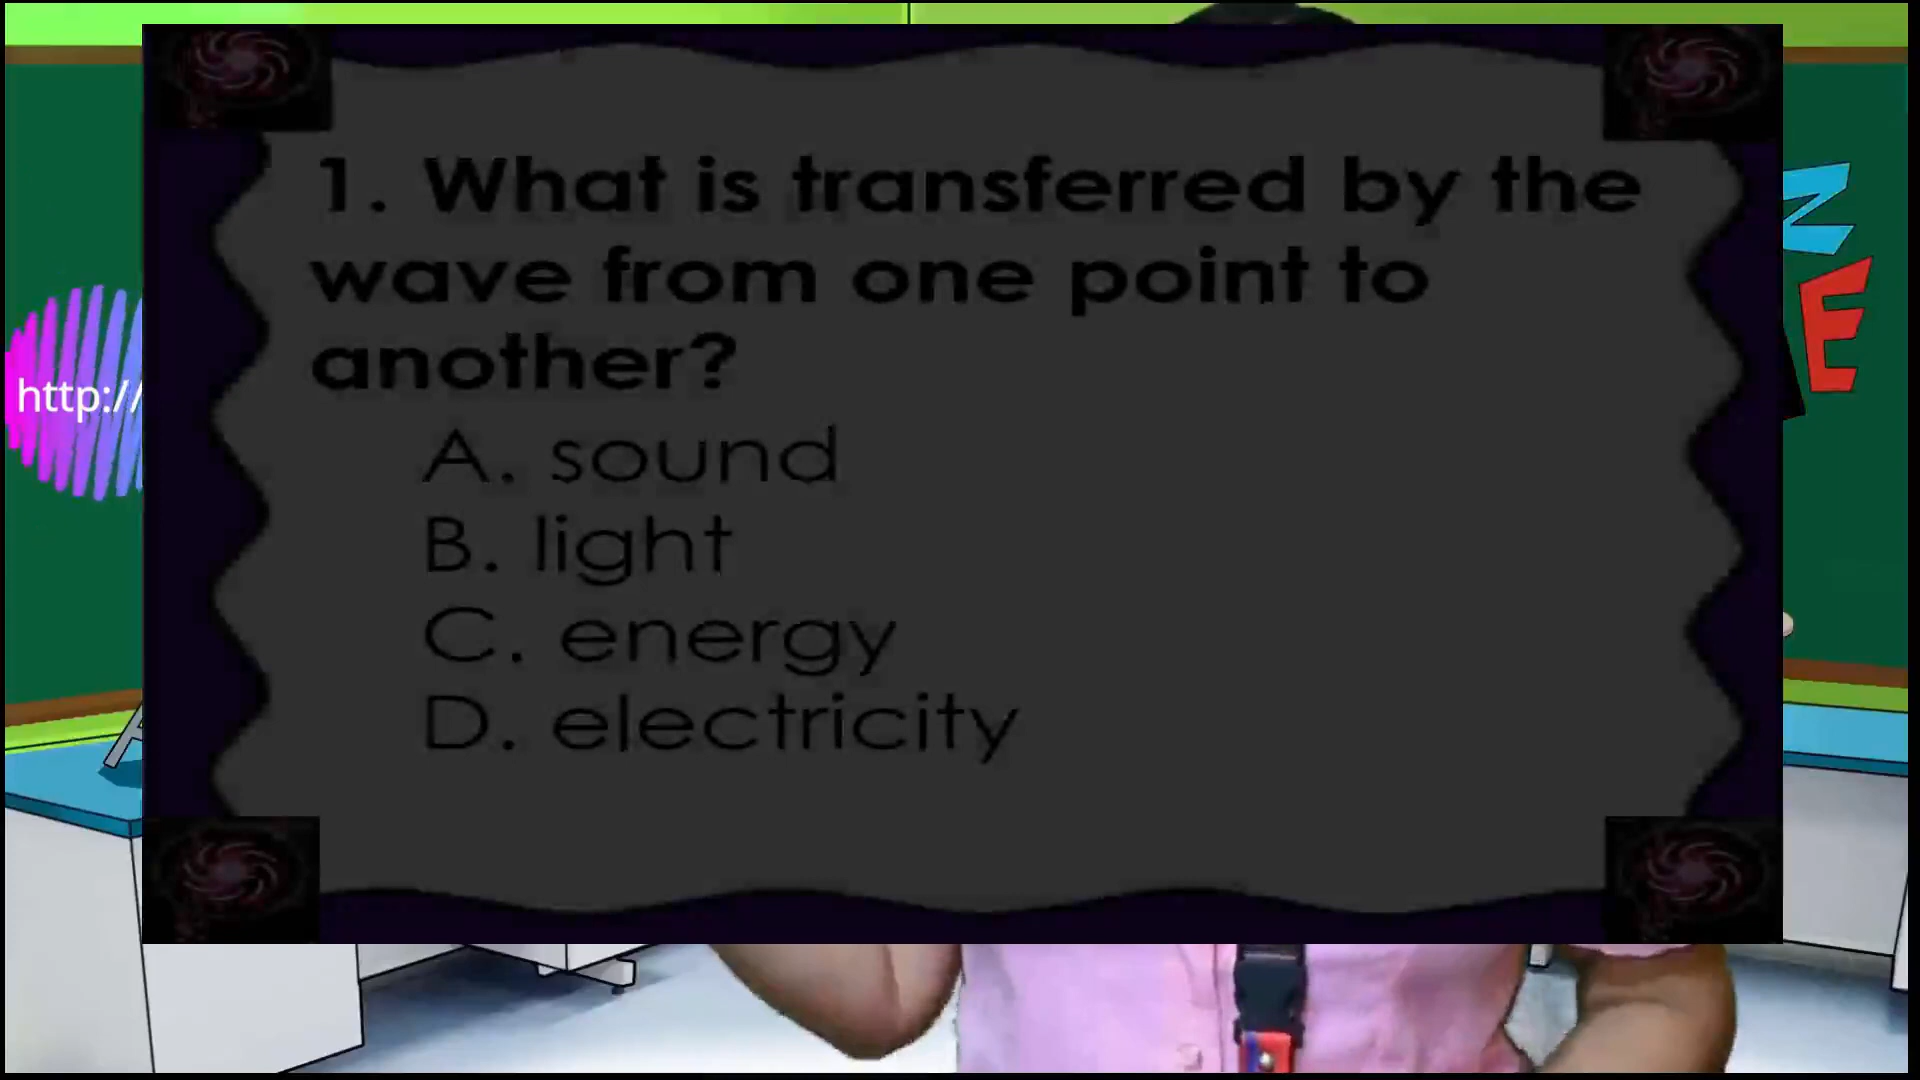 1. What is transferred by the
wave from one point to
another?
A. sound
B. light
C. energy
D. electricity
http://
Z
E
A